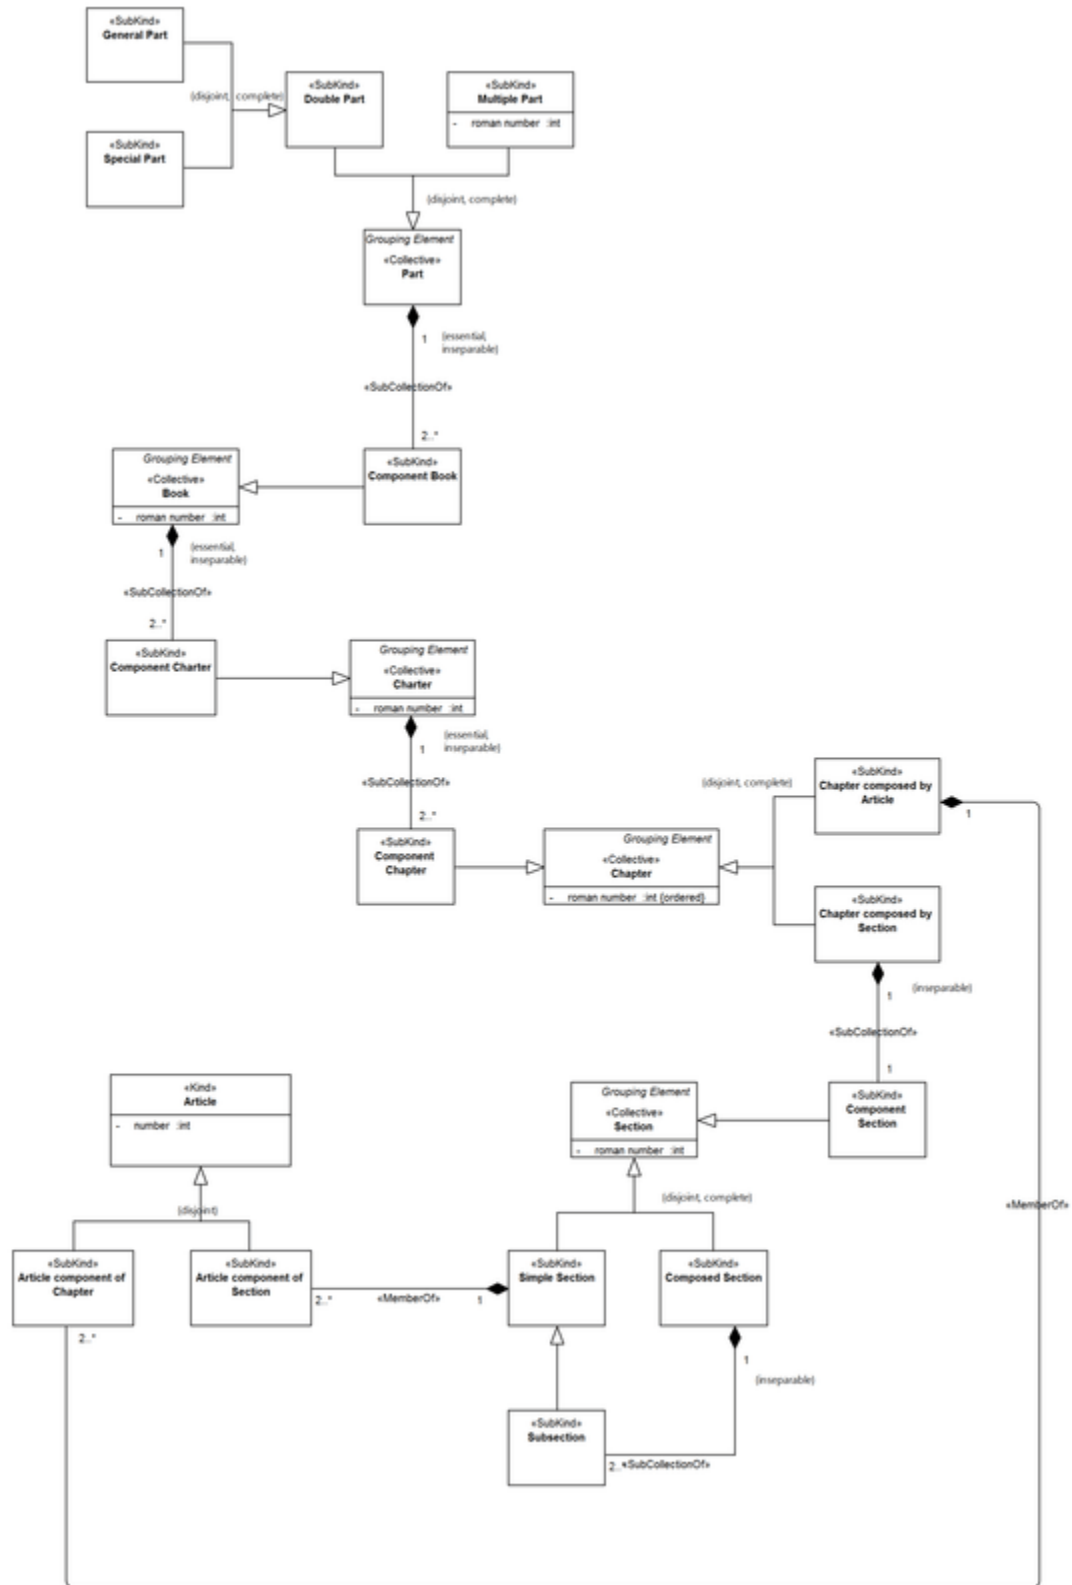 «SubKind»
General Part
(disjoint, complete)
«SubKind»
Special Part
«SubKind»
Double Part
«SubKind»
Multiple Part
- roman number :int
(disjoint, complete)
Grouping Element
«Collective»
Part
1
(essential,
inseparable)
«SubCollectionOf»
2..*
«SubKind»
Component Book
Grouping Element
«Collective»
Book
- roman number :int
1
(essential,
inseparable)
«SubCollectionOf»
2..*
«SubKind»
Component Charter
Grouping Element
«Collective»
Charter
- roman number :int
1
(essential,
inseparable)
«SubCollectionOf»
2..*
«SubKind»
Component
Chapter
Grouping Element
«Collective»
Chapter
- roman number :int {ordered}
(disjoint, complete)
«SubKind»
Chapter composed by
Article
1
«SubKind»
Chapter composed by
Section
1
(inseparable)
«SubCollectionOf»
1
«SubKind»
Component
Section
Grouping Element
«Collective»
Section
- roman number :int
(disjoint, complete)
«Kind»
Article
- number :int
(disjoint)
«MemberOf»
«SubKind»
Article component of
Chapter
2..*
«SubKind»
Article component of
Section
2..*
«MemberOf»
1
«SubKind»
Simple Section
«SubKind»
Composed Section
1
(inseparable)
«SubKind»
Subsection
2..*
«SubCollectionOf»